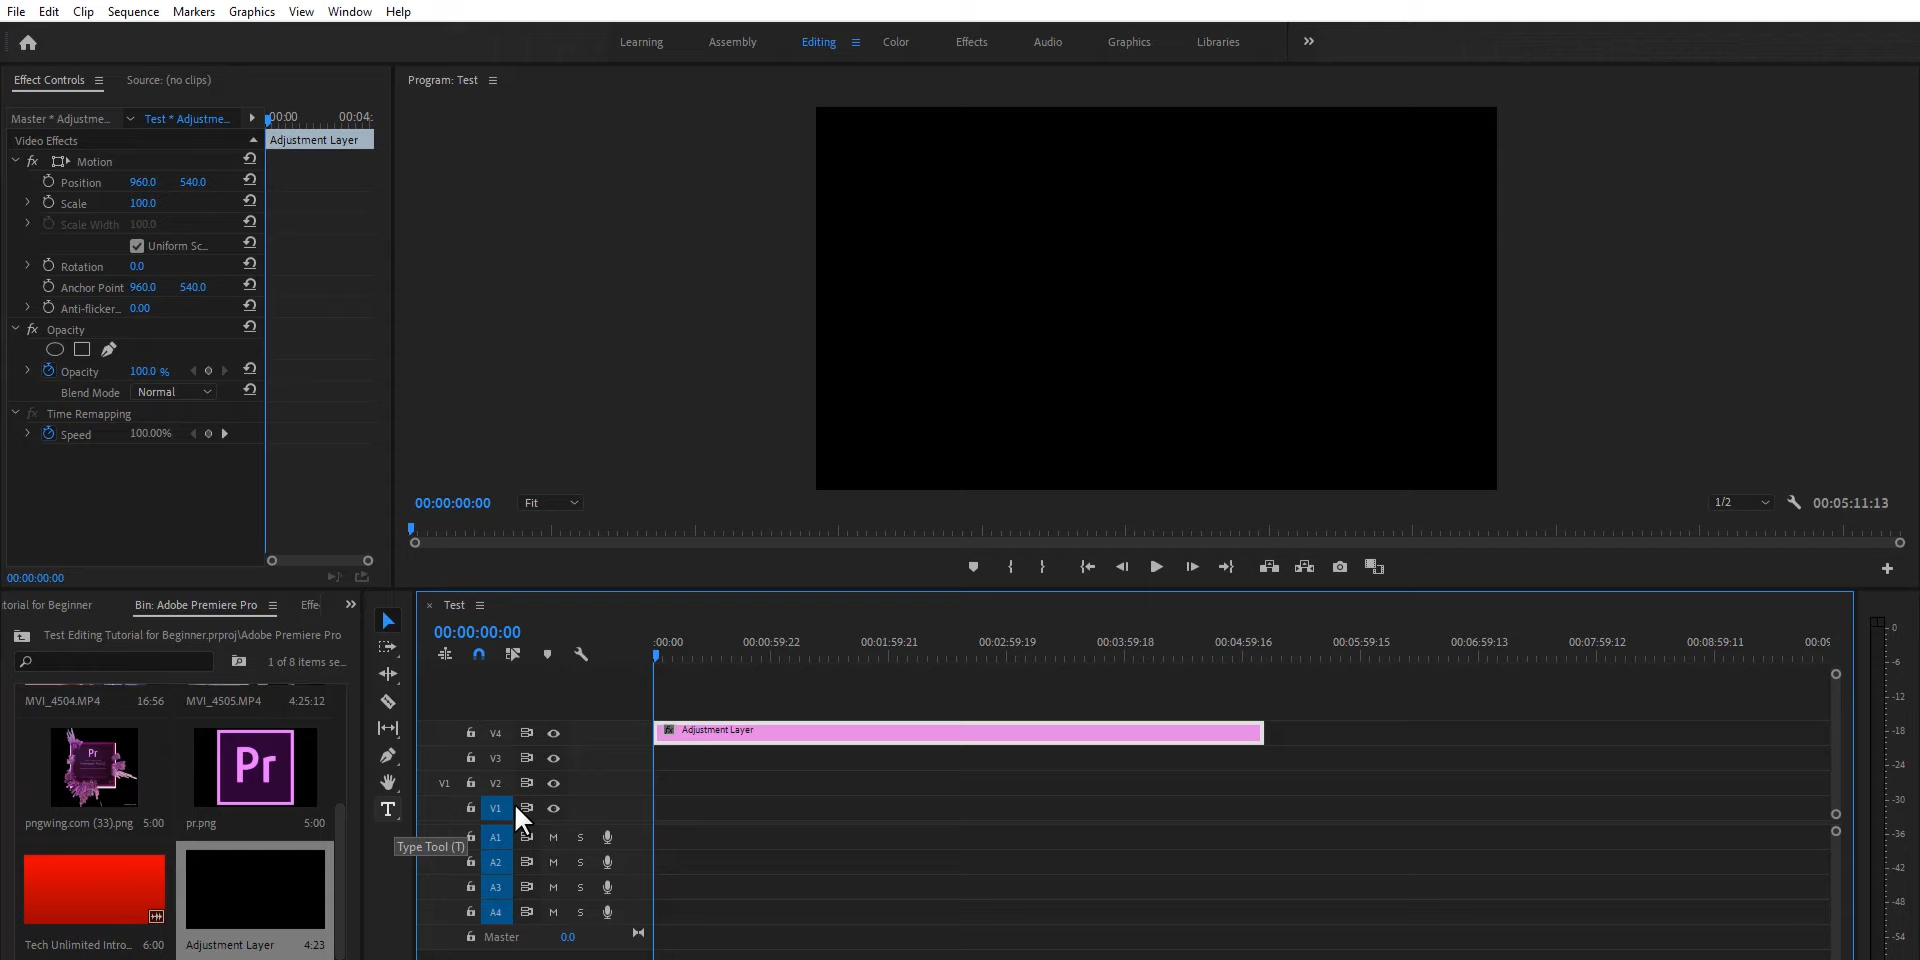 File Edit Clip Sequence Markers Graphics View Window Help
Learning Assembly Editing Color Effects Audio Graphics Libraries
Effect Controls Source: (no clips)
Program: Test
Master * Adjustme... Test * Adjustme... :00:00 00:04:
Video Effects Adjustment Layer
fx Motion
Position 960.0 540.0
Scale 100.0
Scale Width 100.0
Uniform Sc...
Rotation 0.0
Anchor Point 960.0 540.0
Anti-flicker... 0.00
fx Opacity
Opacity 100.0 %
Blend Mode Normal
fx Time Remapping
Speed 100.00%
00:00:00:00
00:00:00:00 Fit 1/2 00:05:11:13
torial for Beginner Bin: Adobe Premiere Pro Effe
Test Editing Tutorial for Beginner.prproj\Adobe Premiere Pro
1 of 8 items se...
MVI_4504.MP4 16:56 MVI_4505.MP4 4:25:12
Pr
Pr
pngwing.com (33).png 5:00 pr.png 5:00
Tech Unlimited Intro... 6:00 Adjustment Layer 4:23
T
Type Tool (T)
Test
00:00:00:00
:00:00 00:00:59:22 00:01:59:21 00:02:59:19 00:03:59:18 00:04:59:16 00:05:59:15 00:06:59:13 00:07:59:12 00:08:59:11 00:09
V4 fx Adjustment Layer
V3
V1 V2
V1
A1 M S
A2 M S
A3 M S
A4 M S
Master 0.0
0
-6
-12
-18
-24
-30
-36
-42
-48
-54